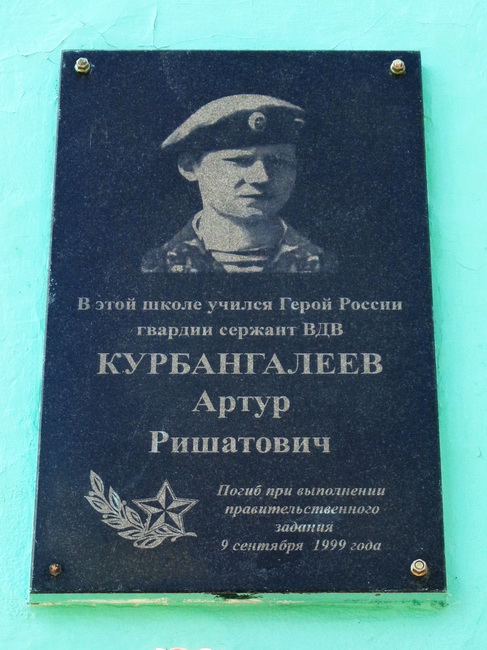 В этой школе учился Герой России
гвардии сержант ВДВ
КУРБАНГАЛЕЕВ
Артур
Ришатович
Погиб при выполнении
правительственного
задания
9 сентября 1999 года